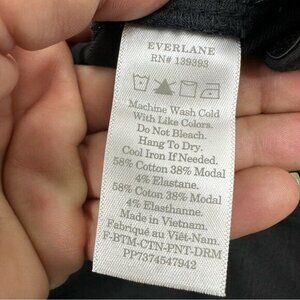 EVERLANE
RN# 139393
Machine Wash Cold
With Like Colors.
Do Not Bleach.
Hang To Dry.
Cool Iron If Needed.
58% Cotton 38% Modal
4% Elastane.
58% Coton 38% Modal
4% Elasthanne.
Made in Vietnam.
Fabriqué au Viêt-Nam.
F-BTM-CTN-PNT-DRM
PP7374547942